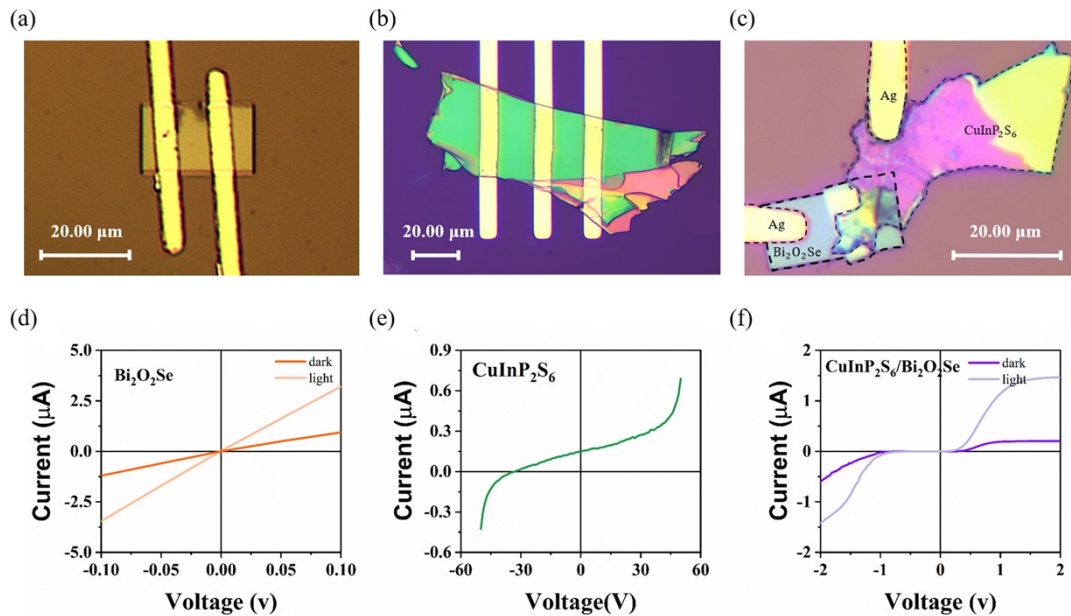 (a)
(b)
(c)
20.00 μm
20.00 μm
Ag
CuInP₂S₆
Ag
Bi₂O₂Se
20.00 μm
(d)
(e)
(f)
5.0
2.5
0.0
-2.5
-5.0
Current (μA)
Bi₂O₂Se
dark
light
-0.10
-0.05
0.00
0.05
0.10
Voltage (v)
0.9
0.6
0.3
0.0
-0.3
-0.6
Current (μA)
CuInP₂S₆
-60
-30
0
30
60
Voltage(V)
2
1
0
-1
-2
Current (μA)
CuInP₂S₆/Bi₂O₂Se
dark
light
-2
-1
0
1
2
Voltage (v)